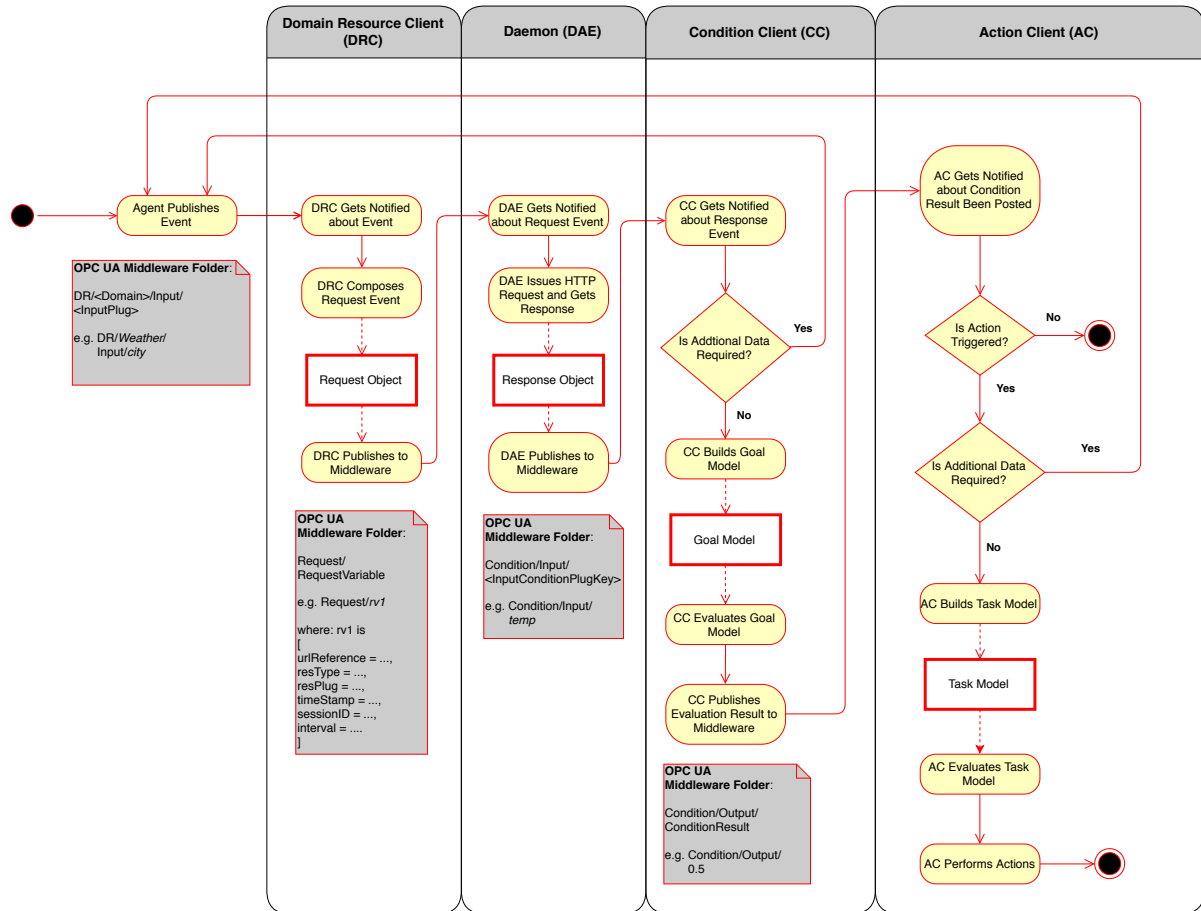 Domain Resource Client
(DRC)
Daemon (DAE)
Condition Client (CC)
Action Client (AC)
Agent Publishes
Event
OPC UA Middleware Folder:
DR/<Domain>/Input/
<InputPlug>
e.g. DR/Weather/
Input/city
DRC Gets Notified
about Event
DRC Composes
Request Event
Request Object
DRC Publishes to
Middleware
OPC UA
Middleware Folder:
Request/
RequestVariable
e.g. Request/rv1
where: rv1 is
[
urlReference = ...,
resType = ...,
resPlug = ...,
timeStamp = ...,
sessionID = ...,
interval = ....
]
DAE Gets Notified
about Request Event
DAE Issues HTTP
Request and Gets
Response
Response Object
DAE Publishes to
Middleware
OPC UA
Middleware Folder:
Condition/Input/
<InputConditionPlugKey>
e.g. Condition/Input/
temp
CC Gets Notified
about Response
Event
Is Addtional Data
Required?
Yes
No
CC Builds Goal
Model
Goal Model
CC Evaluates Goal
Model
CC Publishes
Evaluation Result to
Middleware
OPC UA
Middleware Folder:
Condition/Output/
ConditionResult
e.g. Condition/Output/
0.5
AC Gets Notified
about Condition
Result Been Posted
Is Action
Triggered?
No
Yes
Is Additional Data
Required?
Yes
No
AC Builds Task Model
Task Model
AC Evaluates Task
Model
AC Performs Actions